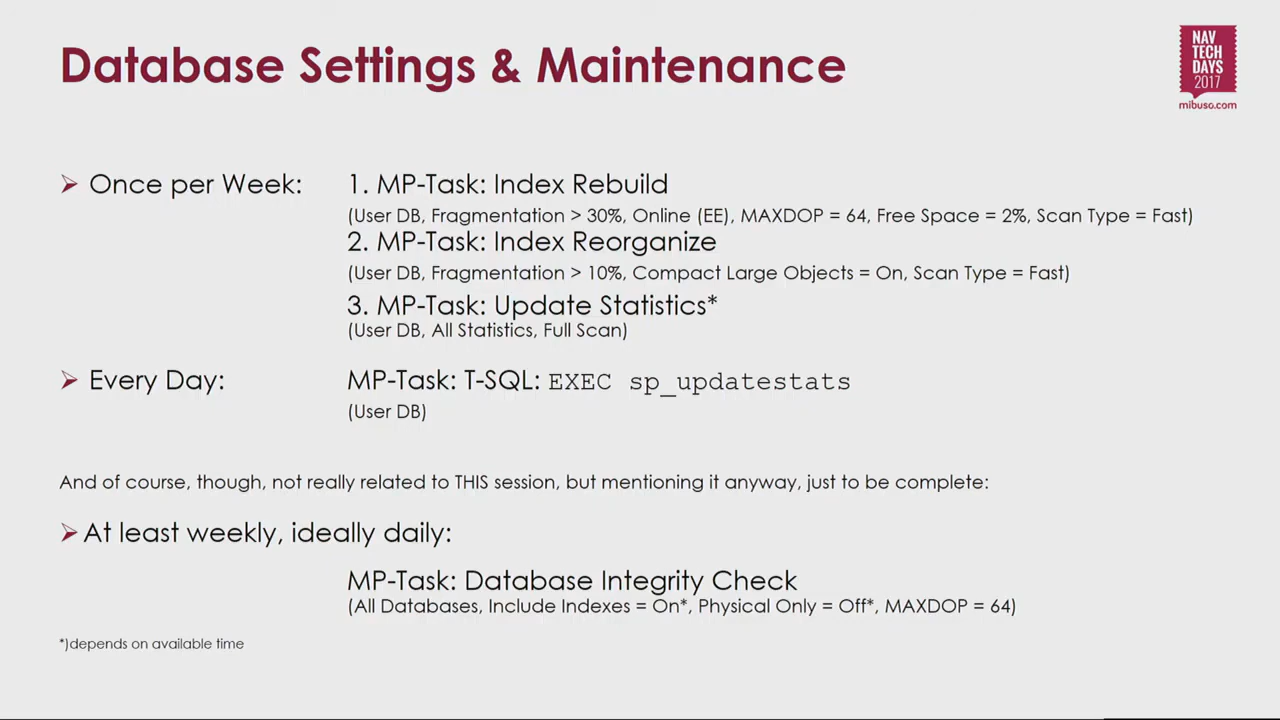 Database Settings & Maintenance
NAV
TECH
DAYS
2017
mibuso.com
➢ Once per Week: 1. MP-Task: Index Rebuild
(User DB, Fragmentation > 30%, Online (EE), MAXDOP = 64, Free Space = 2%, Scan Type = Fast)
2. MP-Task: Index Reorganize
(User DB, Fragmentation > 10%, Compact Large Objects = On, Scan Type = Fast)
3. MP-Task: Update Statistics*
(User DB, All Statistics, Full Scan)
➢ Every Day: MP-Task: T-SQL: EXEC sp_updatestats
(User DB)
And of course, though, not really related to THIS session, but mentioning it anyway, just to be complete:
➢ At least weekly, ideally daily:
MP-Task: Database Integrity Check
(All Databases, Include Indexes = On*, Physical Only = Off*, MAXDOP = 64)
*)depends on available time